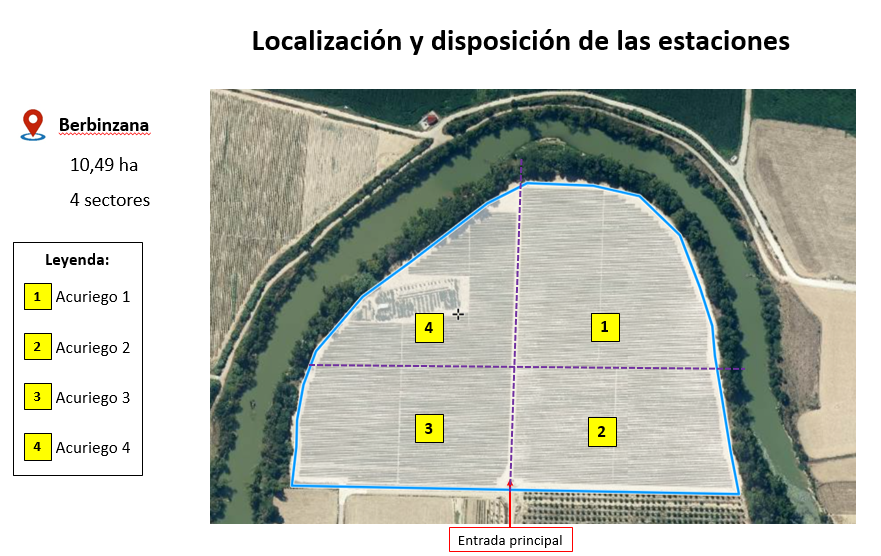 Localización y disposición de las estaciones
Berbinzana
10,49 ha
4 sectores
Leyenda:
1 Acuriego 1
2 Acuriego 2
3 Acuriego 3
4 Acuriego 4
4
1
3
2
Entrada principal